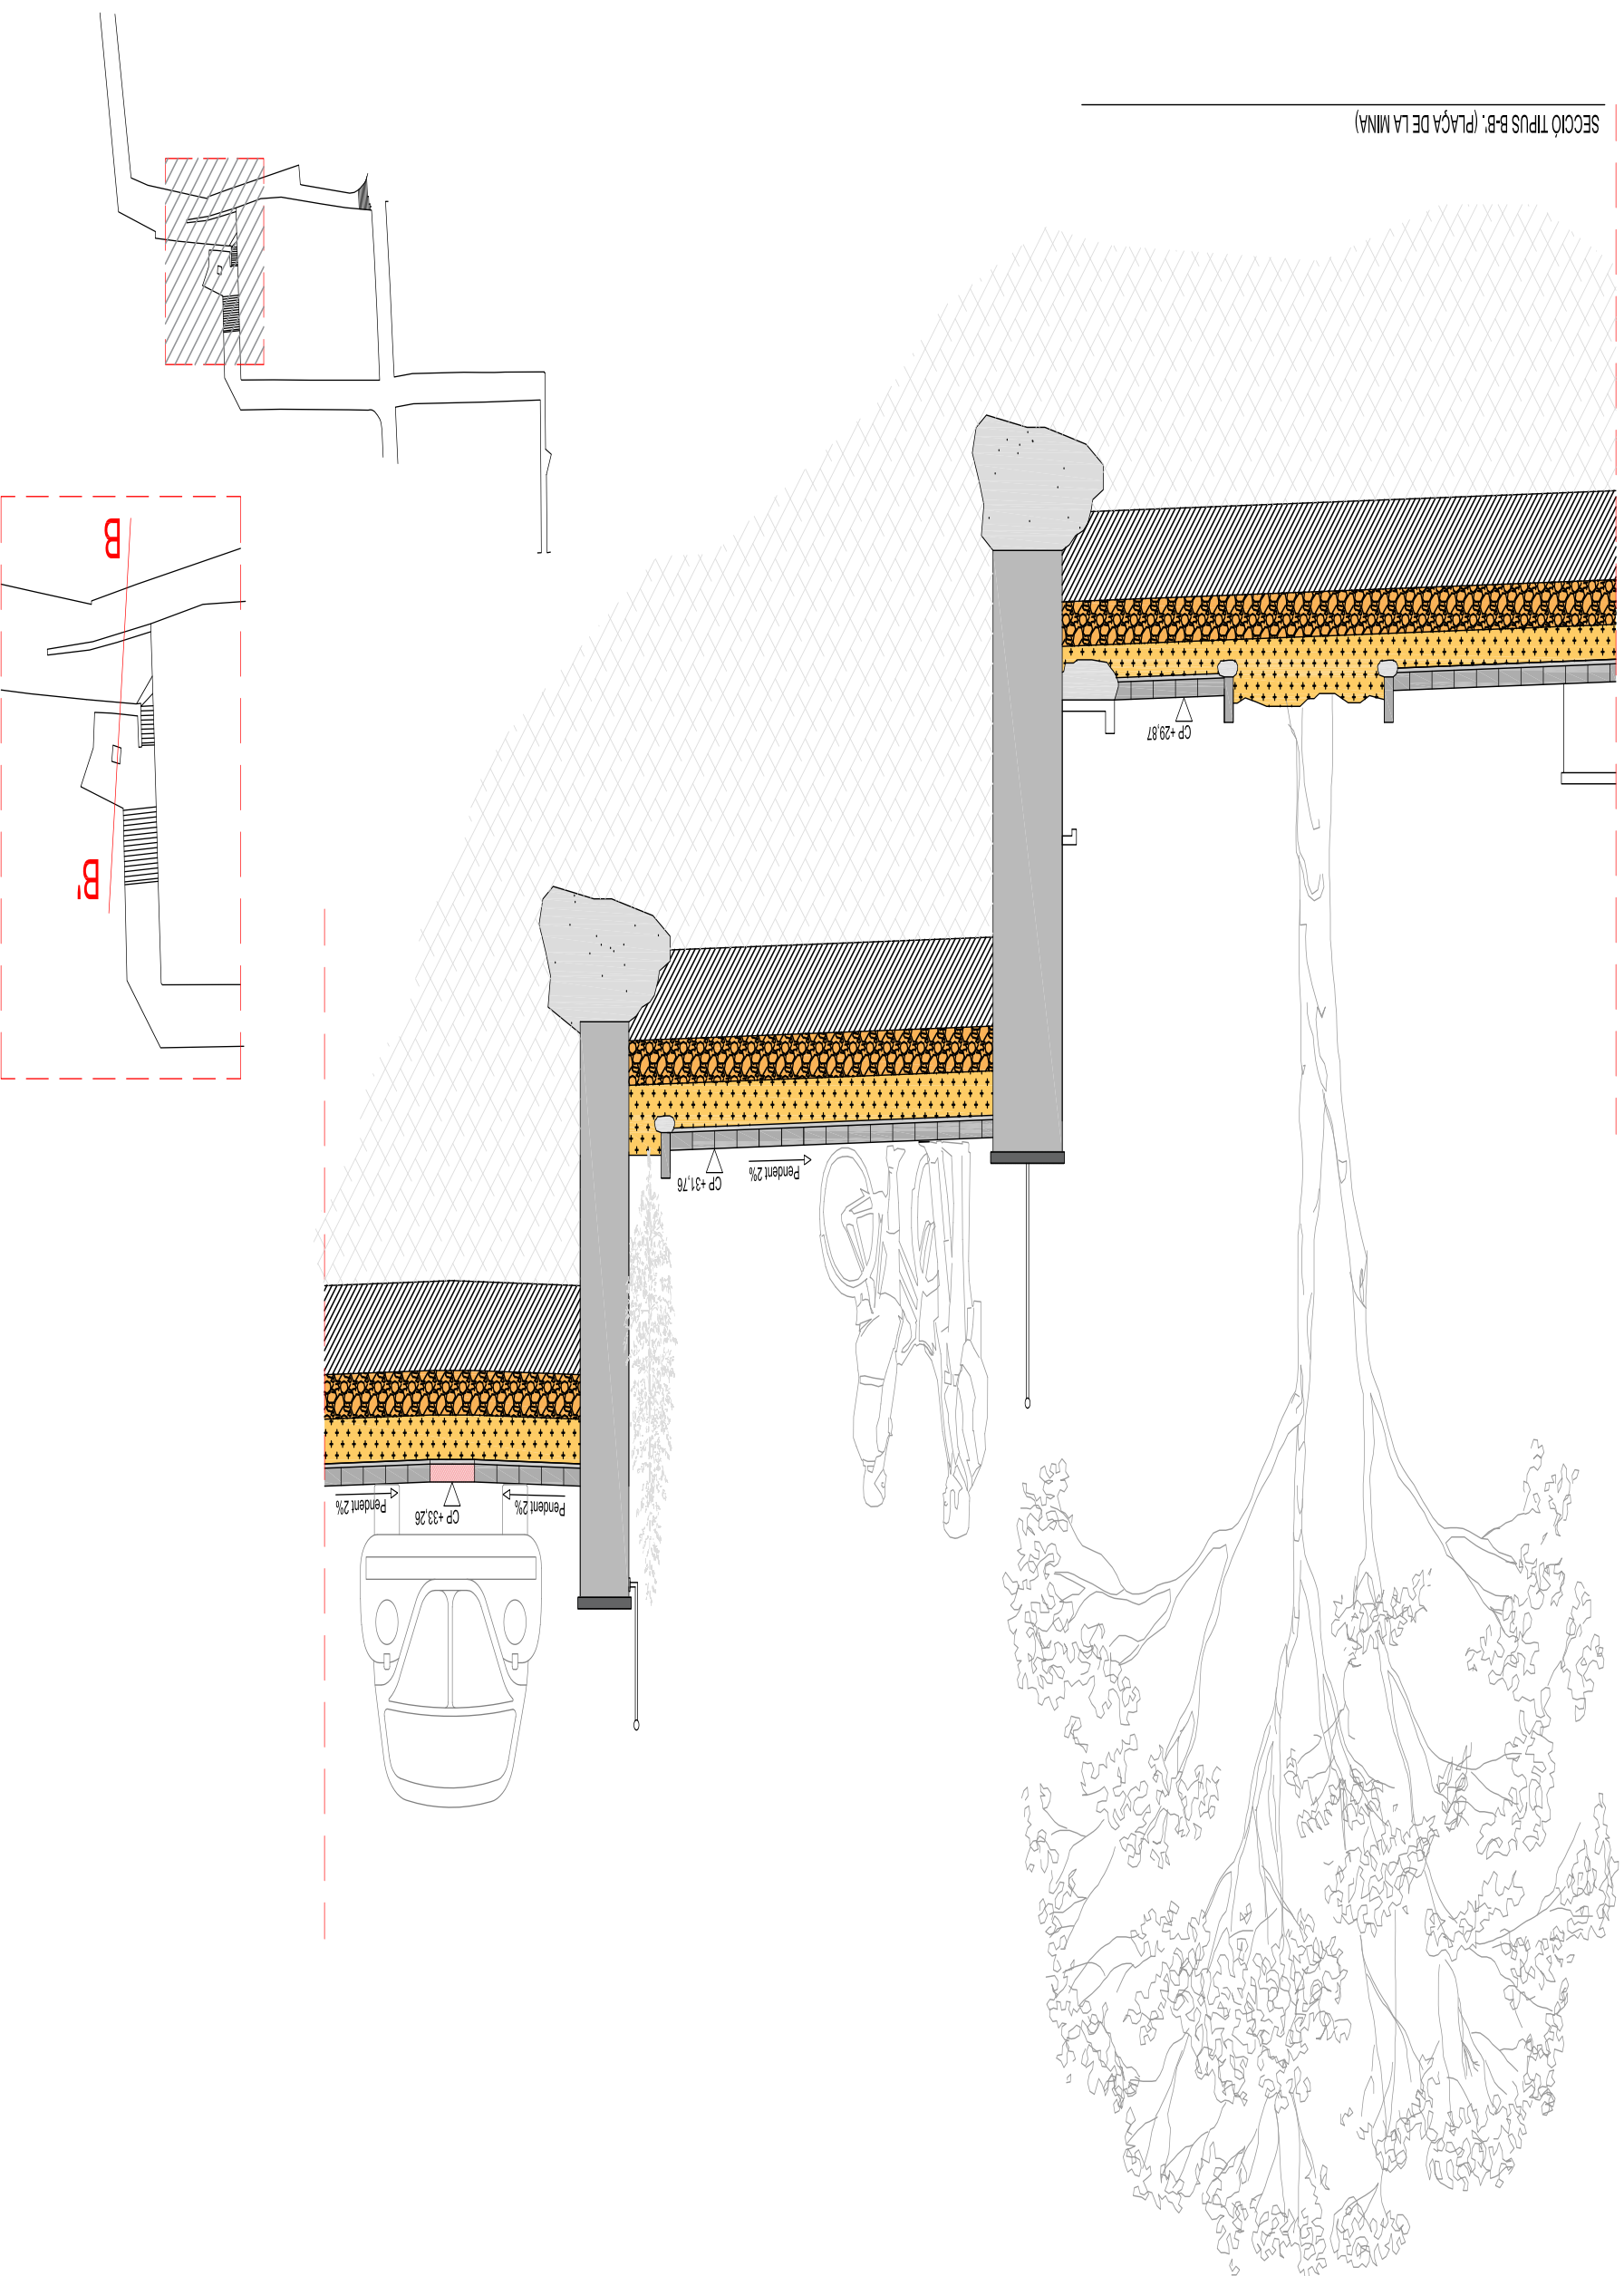 Pendent 2%
CP +33,26
Pendent 2%
Pendent 2%
CP +31,76
B'
CP +29,87
B
SECCIÓ TIPUS B-B'. (PLAÇA DE LA MINA)